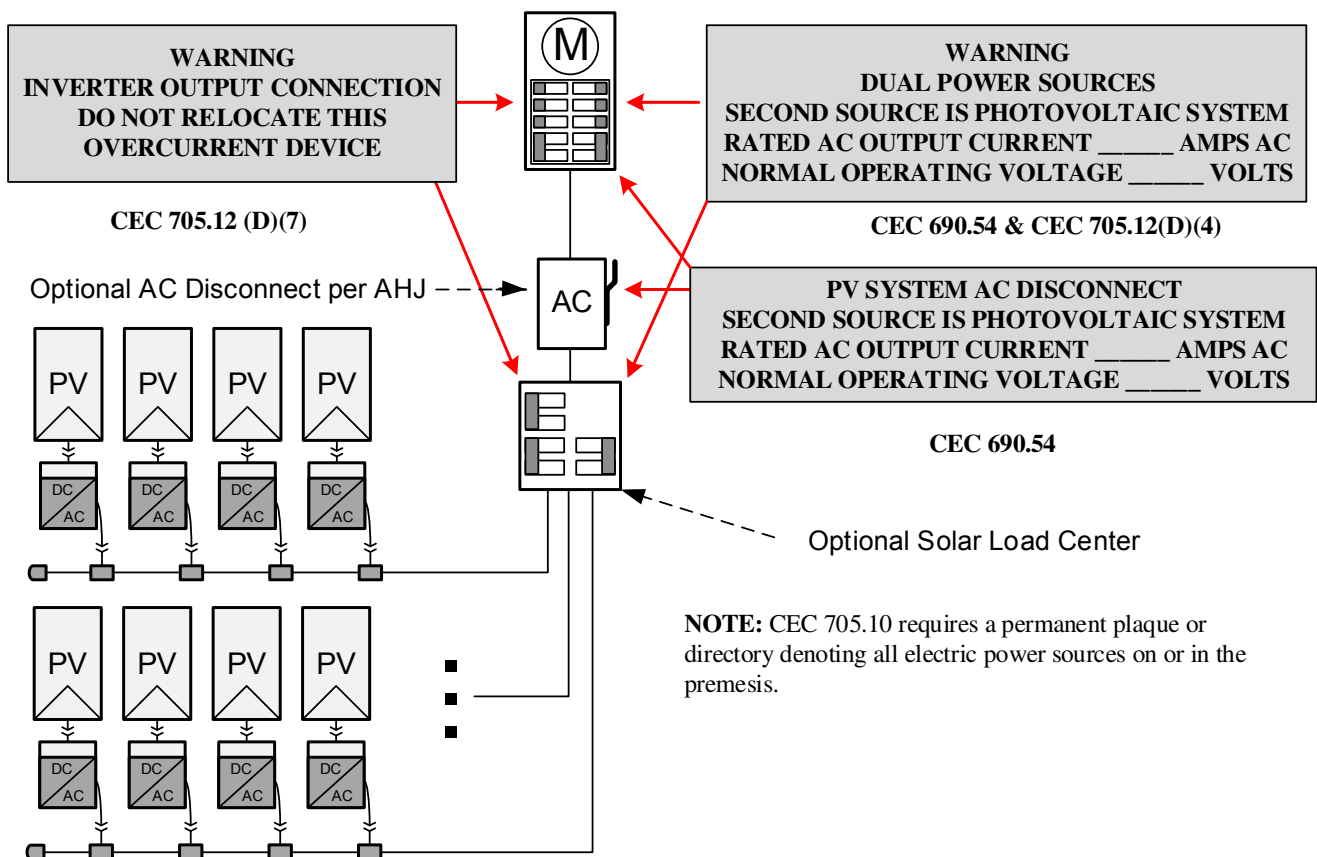 M
WARNING
INVERTER OUTPUT CONNECTION
DO NOT RELOCATE THIS
OVERCURRENT DEVICE
CEC 705.12 (D)(7)
WARNING
DUAL POWER SOURCES
SECOND SOURCE IS PHOTOVOLTAIC SYSTEM
RATED AC OUTPUT CURRENT ______ AMPS AC
NORMAL OPERATING VOLTAGE ______ VOLTS
CEC 690.54 & CEC 705.12(D)(4)
Optional AC Disconnect per AHJ
AC
PV SYSTEM AC DISCONNECT
SECOND SOURCE IS PHOTOVOLTAIC SYSTEM
RATED AC OUTPUT CURRENT ______ AMPS AC
NORMAL OPERATING VOLTAGE ______ VOLTS
CEC 690.54
PV PV PV PV
DC DC DC DC
AC AC AC AC
Optional Solar Load Center
NOTE: CEC 705.10 requires a permanent plaque or
directory denoting all electric power sources on or in the
premesis.
PV PV PV PV
DC DC DC DC
AC AC AC AC